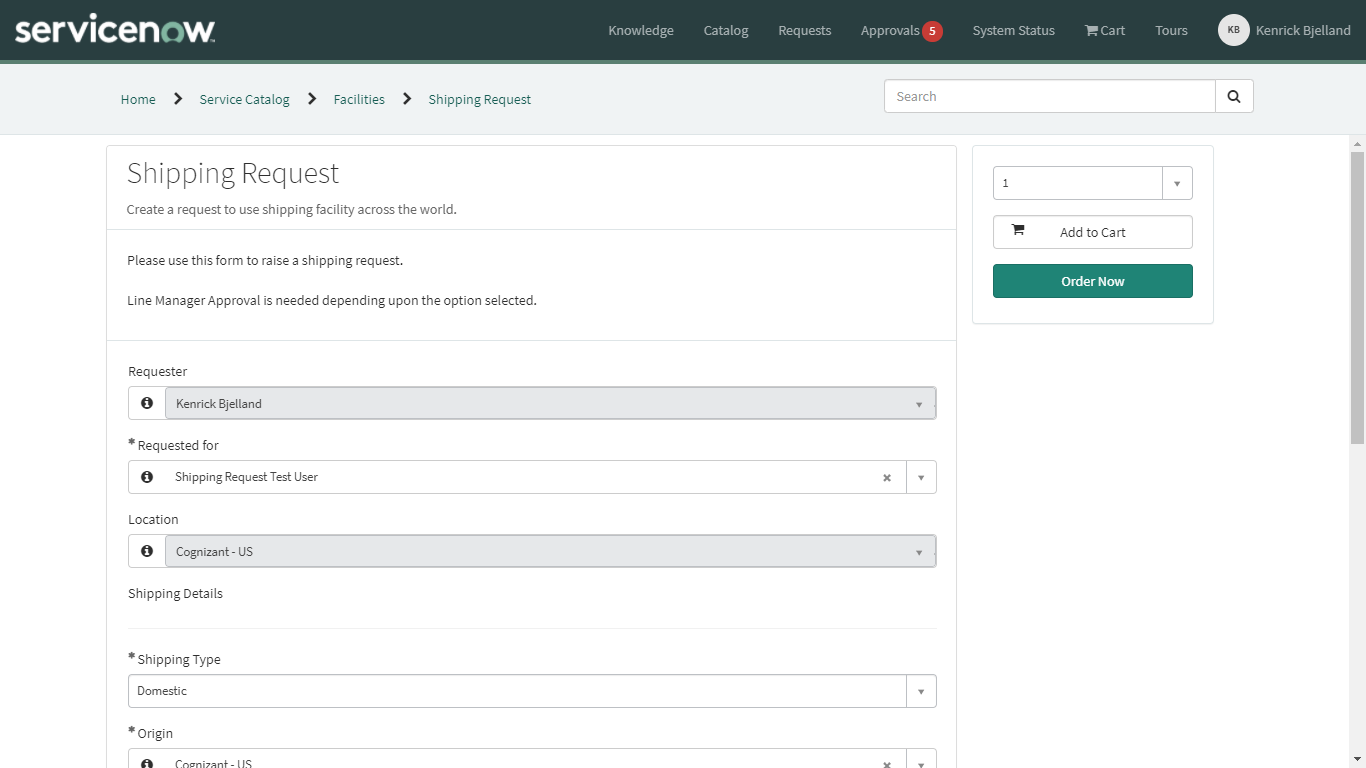 servicenow
Knowledge Catalog Requests Approvals 5 System Status Cart Tours KB Kenrick Bjelland
Home Service Catalog Facilities Shipping Request
Search
Shipping Request
Create a request to use shipping facility across the world.
Please use this form to raise a shipping request.
Line Manager Approval is needed depending upon the option selected.
1
Add to Cart
Order Now
Requester
Kenrick Bjelland
* Requested for
Shipping Request Test User
Location
Cognizant - US
Shipping Details
* Shipping Type
Domestic
* Origin
Cognizant - US